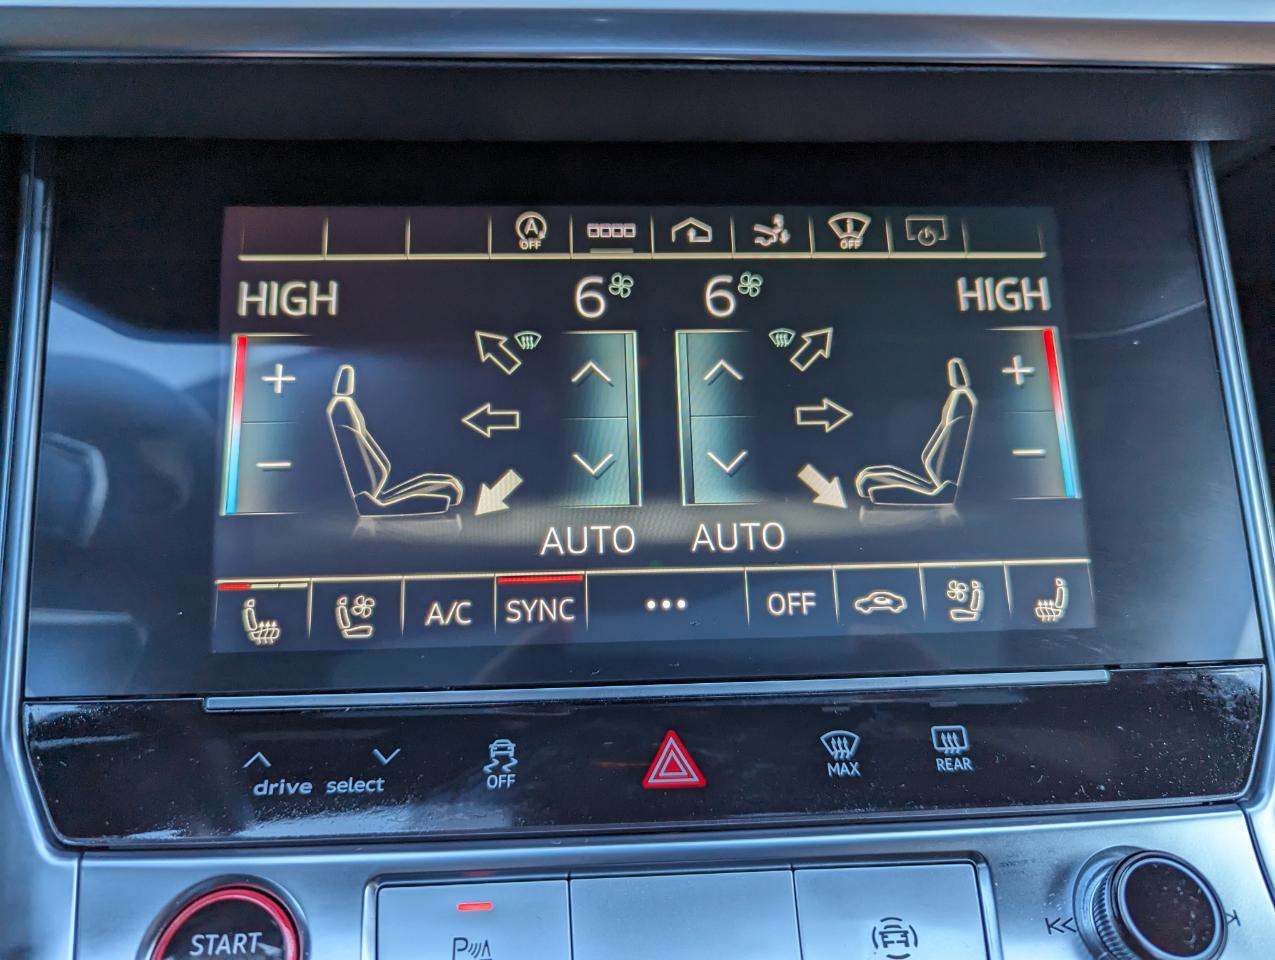 A
OFF
OFF
HIGH 6 6 HIGH
+ +
- -
AUTO AUTO
A/C SYNC ... OFF
drive select
OFF
MAX
REAR
START
P